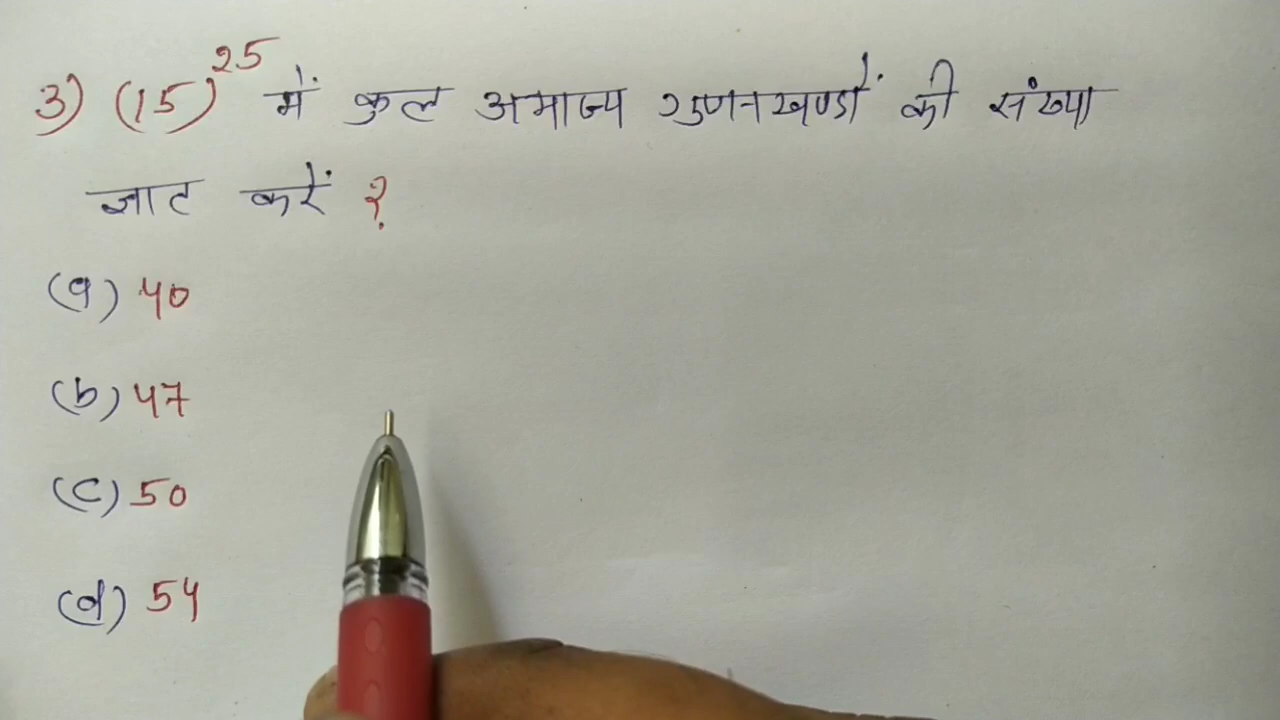 3) (15)^25 में कुल अभाज्य गुणनखण्डों की संख्या
ज्ञात करें ?
(a) 40
(b) 47
(c) 50
(d) 54